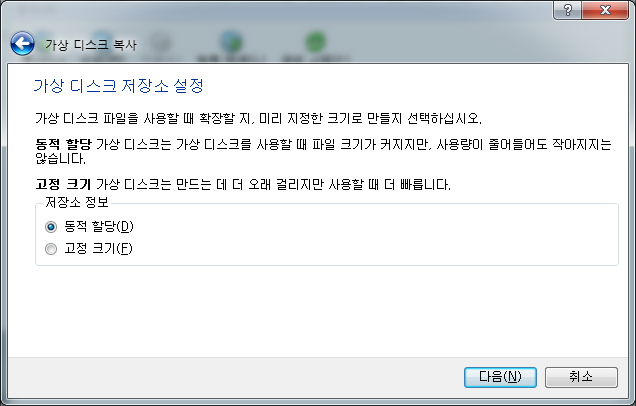 가상 디스크 복사
가상 디스크 저장소 설정
가상 디스크 파일을 사용할 때 확장할 지, 미리 지정한 크기로 만들지 선택하십시오.
동적 할당 가상 디스크는 가상 디스크를 사용할 때 파일 크기가 커지지만, 사용량이 줄어들어도 작아지지는
않습니다.
고정 크기 가상 디스크는 만드는 데 더 오래 걸리지만 사용할 때 더 빠릅니다.
저장소 정보
동적 할당(D)
고정 크기(F)
다음(N)
취소